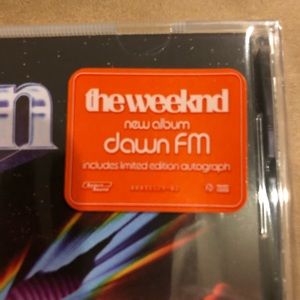 the weeknd
new album
dawn FM
includes limited edition autograph